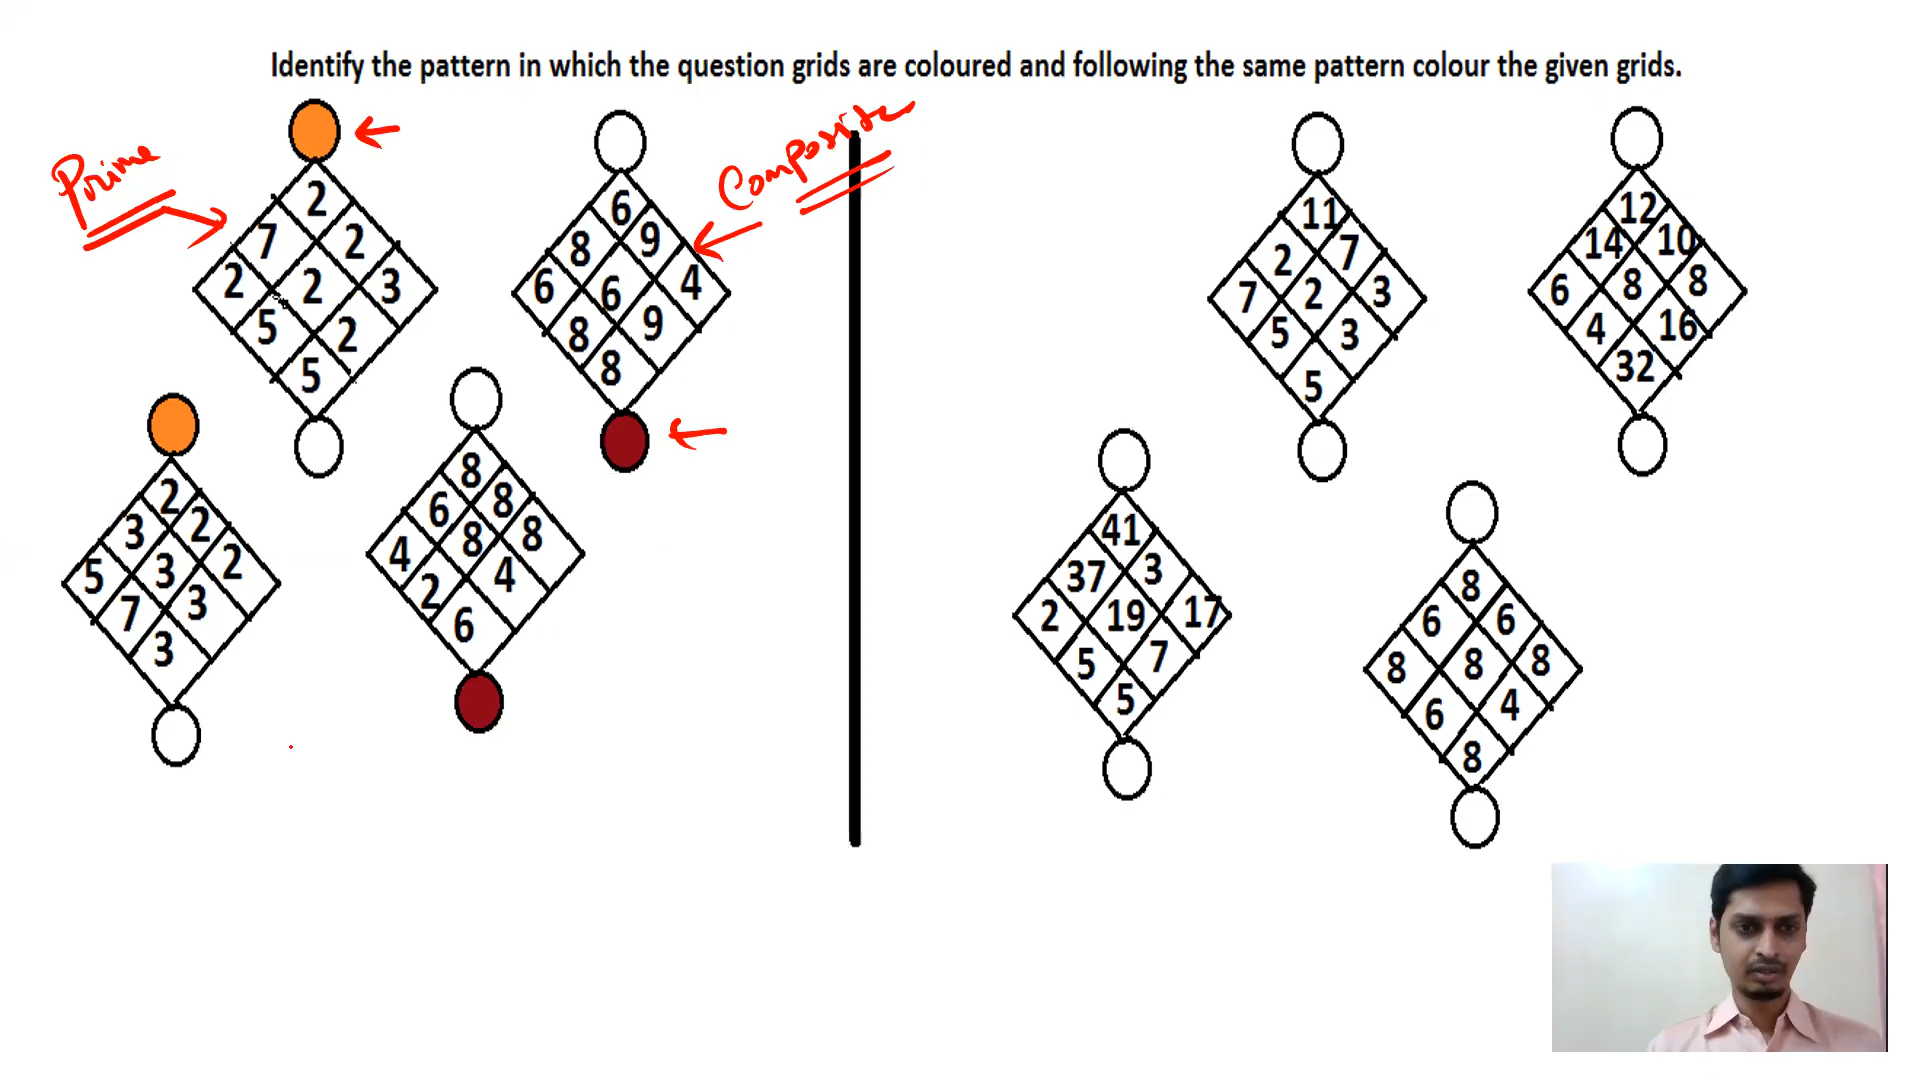 Identify the pattern in which the question grids are coloured and following the same pattern colour the given grids.
Prime
2
7 2
2 2 3
5 2
5
Composite
6
8 9
6 6 4
8 9
8
2
3 2
5 3 2
7 3
3
8
6 8
4 8 8
2 4
6
11
2 7
7 2 3
5 3
5
12
14 10
6 8 8
4 16
32
41
37 3
2 19 17
5 7
5
8
6 6
8 8 8
6 4
8